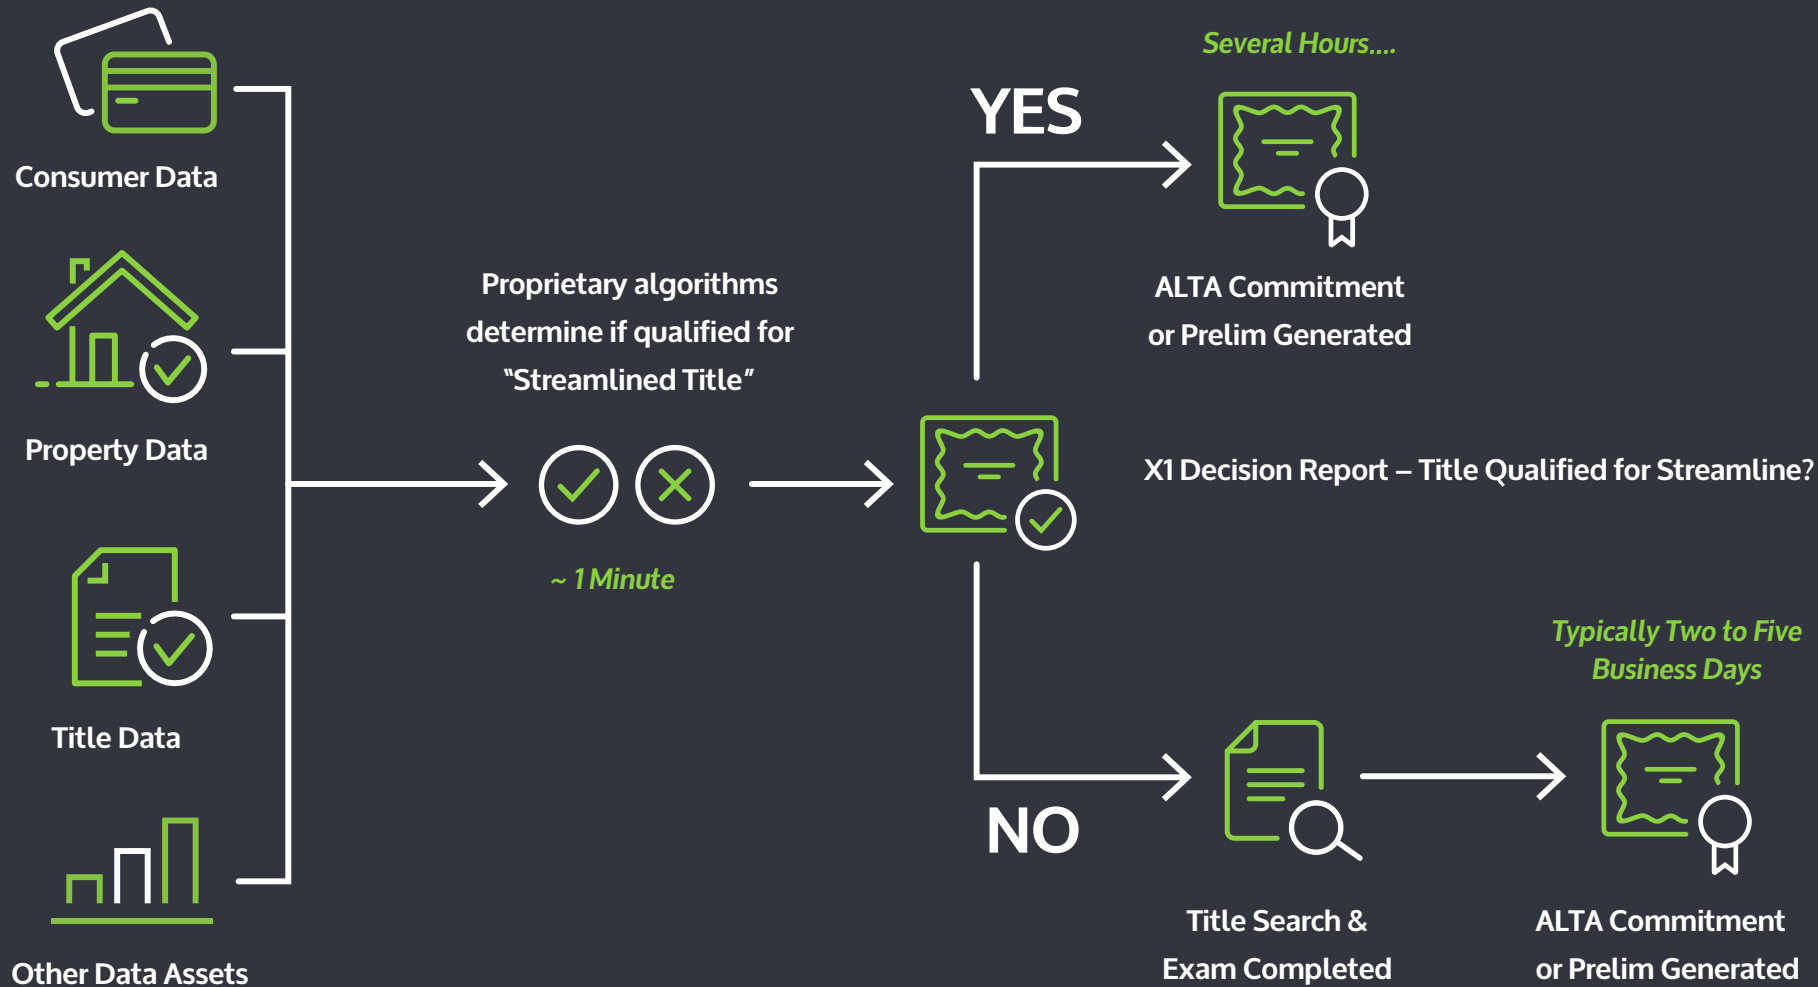 Consumer Data
Property Data
Title Data
Other Data Assets
Proprietary algorithms
determine if qualified for
“Streamlined Title”
~ 1 Minute
X1 Decision Report – Title Qualified for Streamline?
YES
Several Hours....
ALTA Commitment
or Prelim Generated
NO
Title Search &
Exam Completed
Typically Two to Five
Business Days
ALTA Commitment
or Prelim Generated